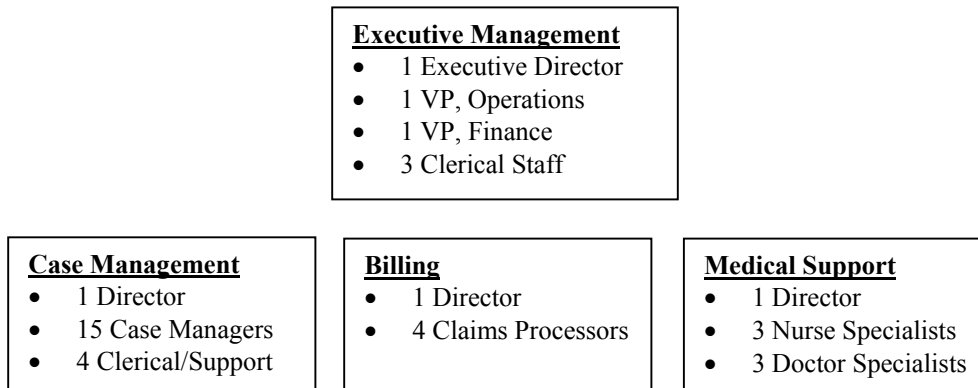 Executive Management
• 1 Executive Director
• 1 VP, Operations
• 1 VP, Finance
• 3 Clerical Staff
Case Management
• 1 Director
• 15 Case Managers
• 4 Clerical/Support
Billing
• 1 Director
• 4 Claims Processors
Medical Support
• 1 Director
• 3 Nurse Specialists
• 3 Doctor Specialists